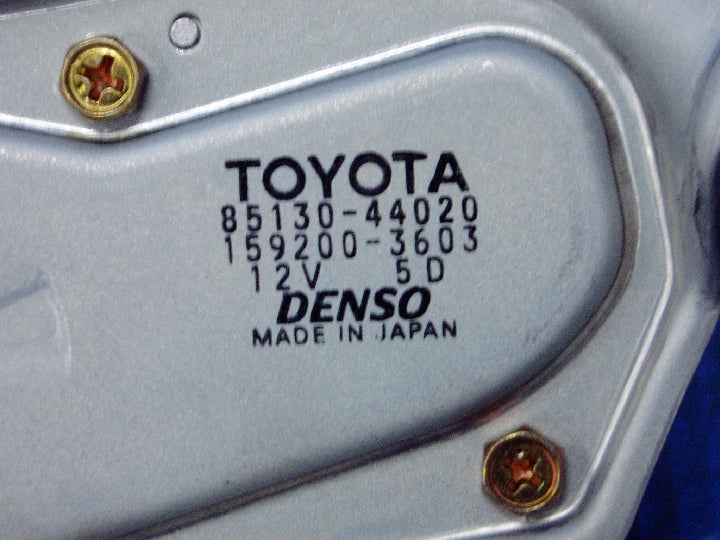 TOYOTA
85130-44020
159200-3603
12V 5D
DENSO
MADE IN JAPAN